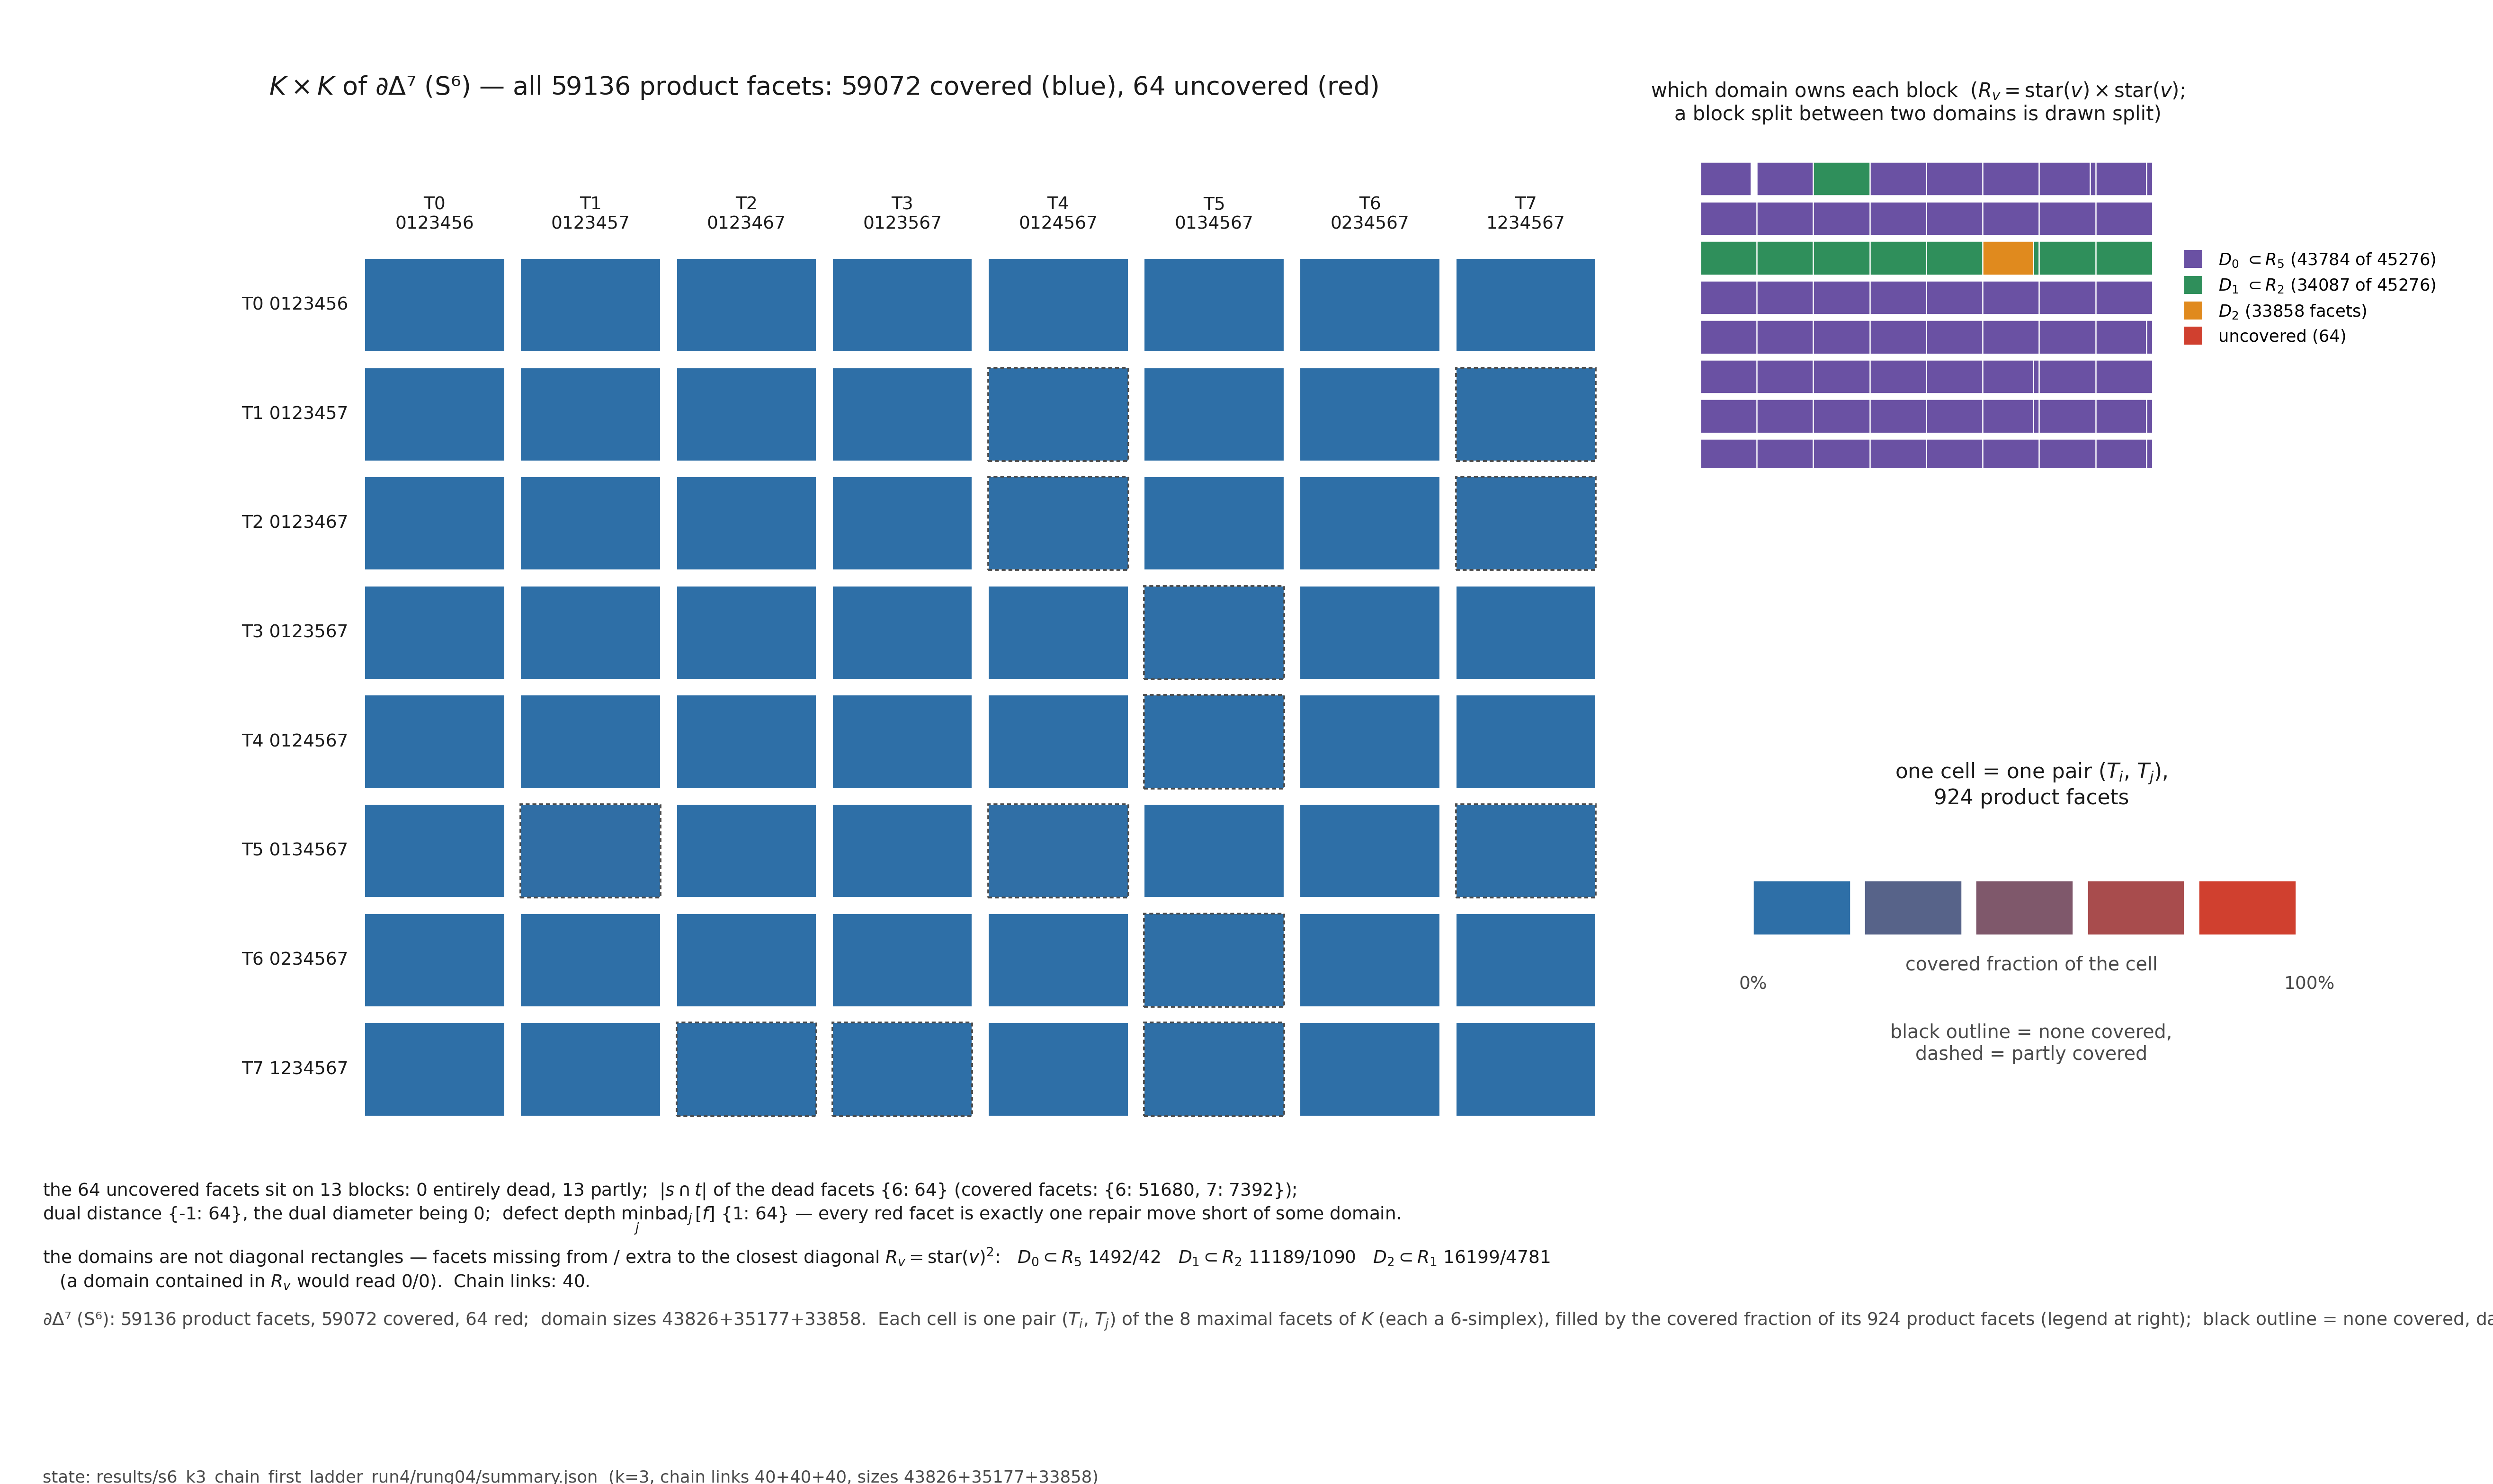 K × K of ∂Δ⁷ (S⁶) — all 59136 product facets: 59072 covered (blue), 64 uncovered (red)
which domain owns each block (Rᵥ = star(v) × star(v);
a block split between two domains is drawn split)
T0 T1 T2 T3 T4 T5 T6 T7
0123456 0123457 0123467 0123567 0124567 0134567 0234567 1234567
T0 0123456
T1 0123457
T2 0123467
T3 0123567
T4 0124567
T5 0134567
T6 0234567
T7 1234567
D₀ ⊂R₅ (43784 of 45276)
D₁ ⊂R₂ (34087 of 45276)
D₂ (33858 facets)
uncovered (64)
one cell = one pair (Tᵢ, Tⱼ),
924 product facets
covered fraction of the cell
0% 100%
black outline = none covered,
dashed = partly covered
the 64 uncovered facets sit on 13 blocks: 0 entirely dead, 13 partly; |s ∩ t| of the dead facets {6: 64} (covered facets: {6: 51680, 7: 7392});
dual distance {-1: 64}, the dual diameter being 0; defect depth minbadⱼ[f] {1: 64} — every red facet is exactly one repair move short of some domain.
j
the domains are not diagonal rectangles — facets missing from / extra to the closest diagonal Rᵥ = star(v)²: D₀ ⊂ R₅ 1492/42 D₁ ⊂ R₂ 11189/1090 D₂ ⊂ R₁ 16199/4781
(a domain contained in Rᵥ would read 0/0). Chain links: 40.
∂Δ⁷ (S⁶): 59136 product facets, 59072 covered, 64 red; domain sizes 43826+35177+33858. Each cell is one pair (Tᵢ, Tⱼ) of the 8 maximal facets of K (each a 6-simplex), filled by the covered fraction of its 924 product facets (legend at right); black outline = none covered,
state: results/s6_k3_chain_first_ladder_run4/rung04/summary.json (k=3, chain links 40+40+40, sizes 43826+35177+33858)